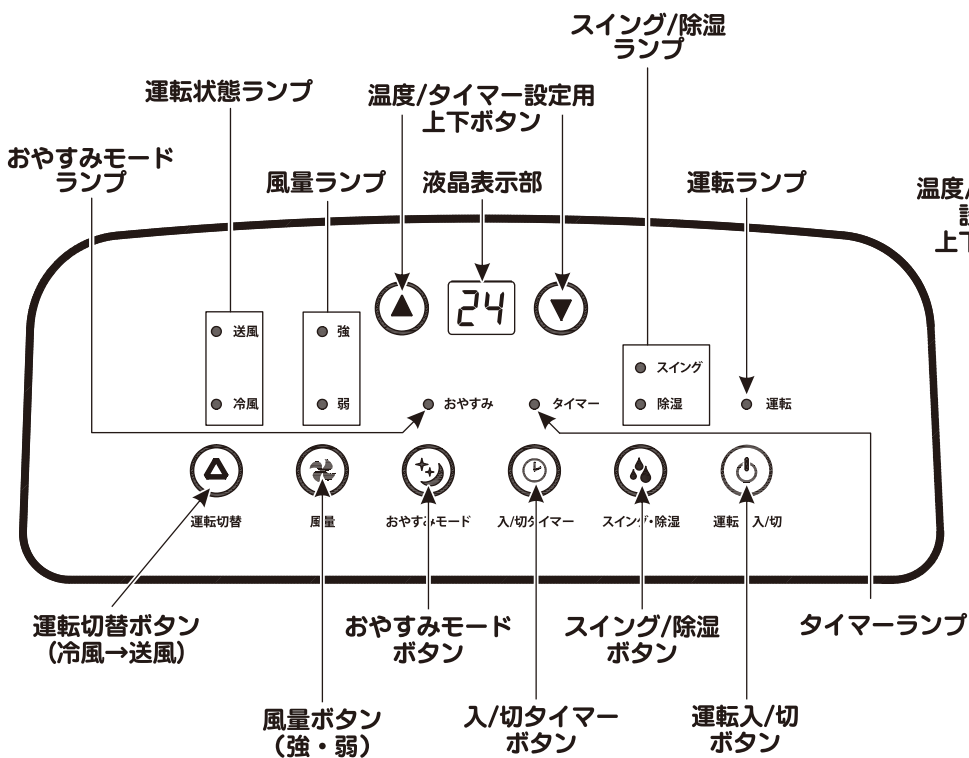 スイング/除湿
ランプ
運転状態ランプ
温度/タイマー設定用
上下ボタン
おやすみモード
ランプ
風量ランプ
液晶表示部
運転ランプ
温度/
上下
24
送風
強
スイング
冷風
弱
おやすみ
タイマー
除湿
運転
運転切替
風量
おやすみモード
入/切タイマー
スイング・除湿
運転 入/切
運転切替ボタン
(冷風→送風)
おやすみモード
ボタン
スイング/除湿
ボタン
タイマーランプ
風量ボタン
(強・弱)
入/切タイマー
ボタン
運転入/切
ボタン